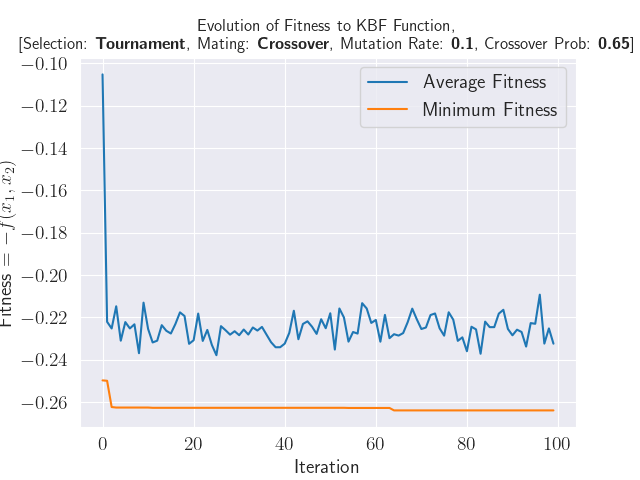 Evolution of Fitness to KBF Function,
[Selection: Tournament, Mating: Crossover, Mutation Rate: 0.1, Crossover Prob: 0.65]
Average Fitness
Minimum Fitness
Fitness = −f(x₁, x₂)
−0.10
−0.12
−0.14
−0.16
−0.18
−0.20
−0.22
−0.24
−0.26
0 20 40 60 80 100
Iteration